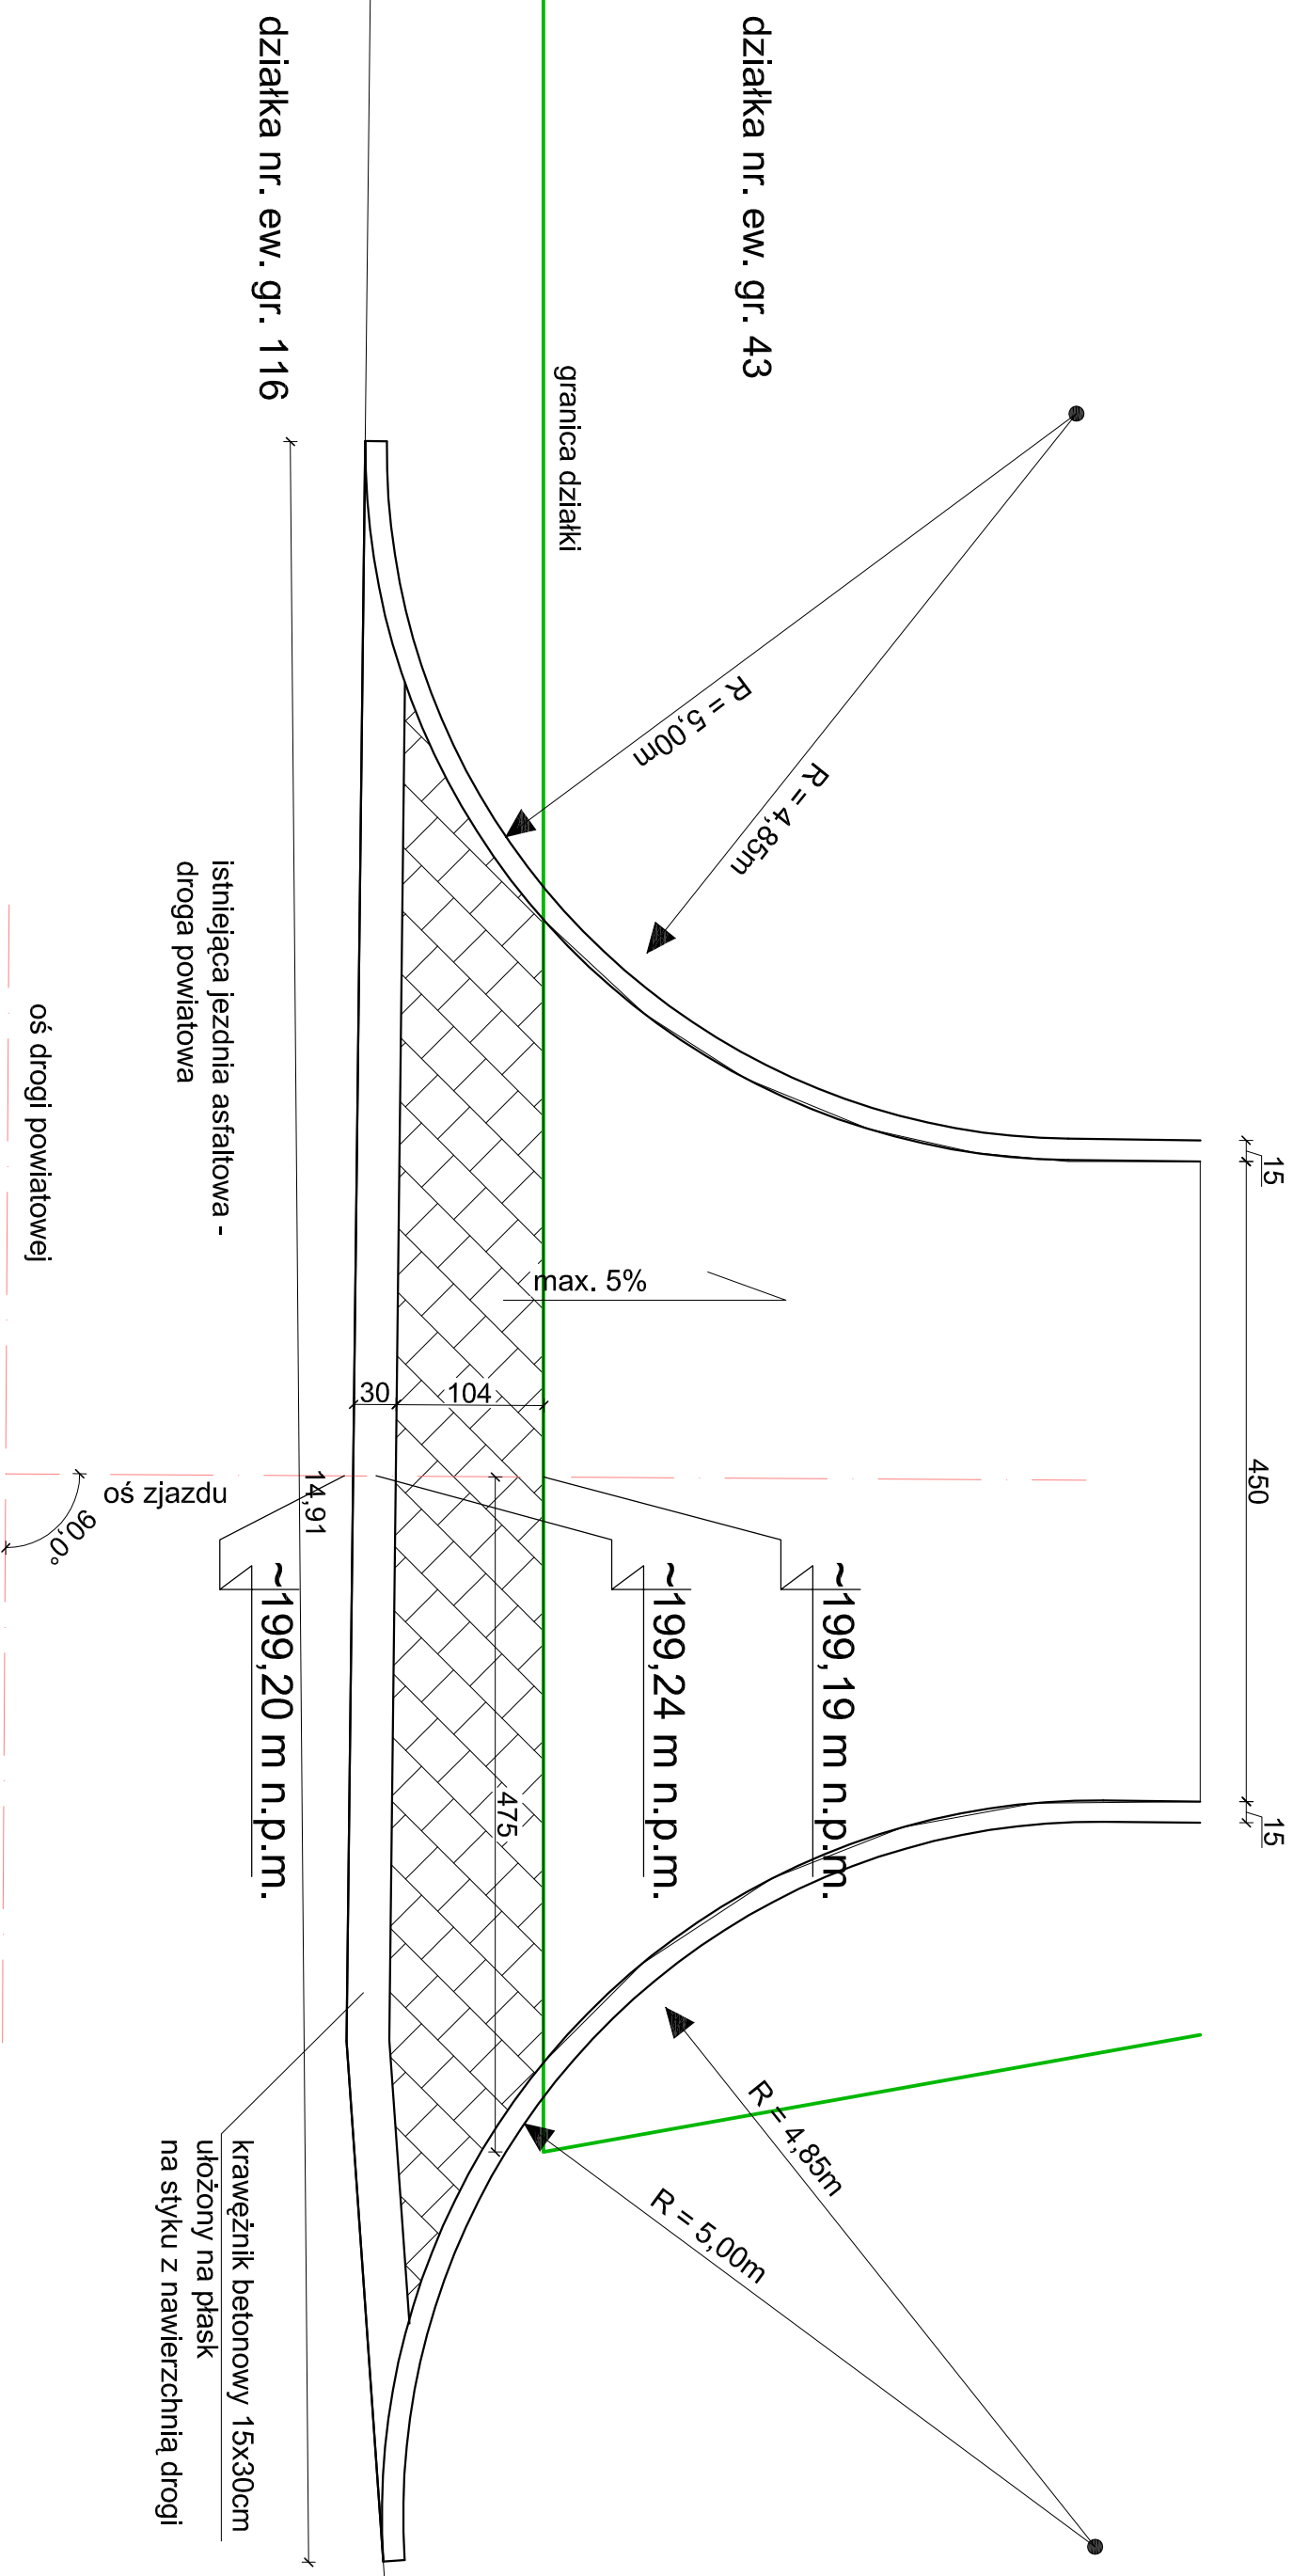 15
450
15
działka nr. ew. gr. 43
R = 4,85m
R = 5,00m
R = 4,85m
R = 5,00m
granica działki
max. 5%
~199,19 m n.p.m.
~199,24 m n.p.m.
475
104
30
14,91
działka nr. ew. gr. 116
~199,20 m n.p.m.
istniejąca jezdnia asfaltowa -
droga powiatowa
krawężnik betonowy 15x30cm
ułożony na płask
na styku z nawierzchnią drogi
oś zjazdu
90,0°
oś drogi powiatowej